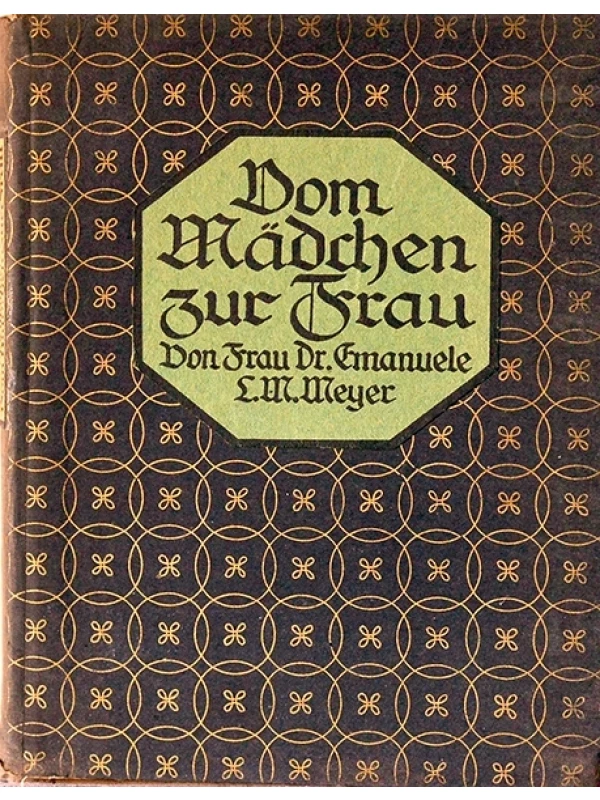 Vom
Mädchen
zur Frau
Von Frau Dr. Emanuele
L. M. Meyer